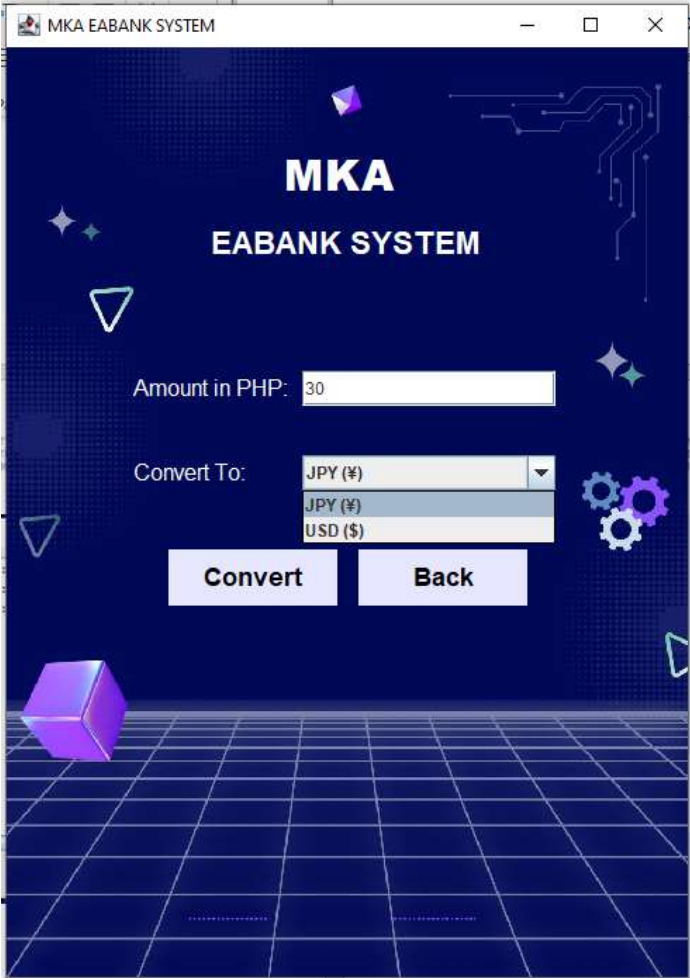 MKA EABANK SYSTEM
MKA
EABANK SYSTEM
Amount in PHP: 30
Convert To: JPY (¥)
JPY (¥)
USD ($)
Convert Back